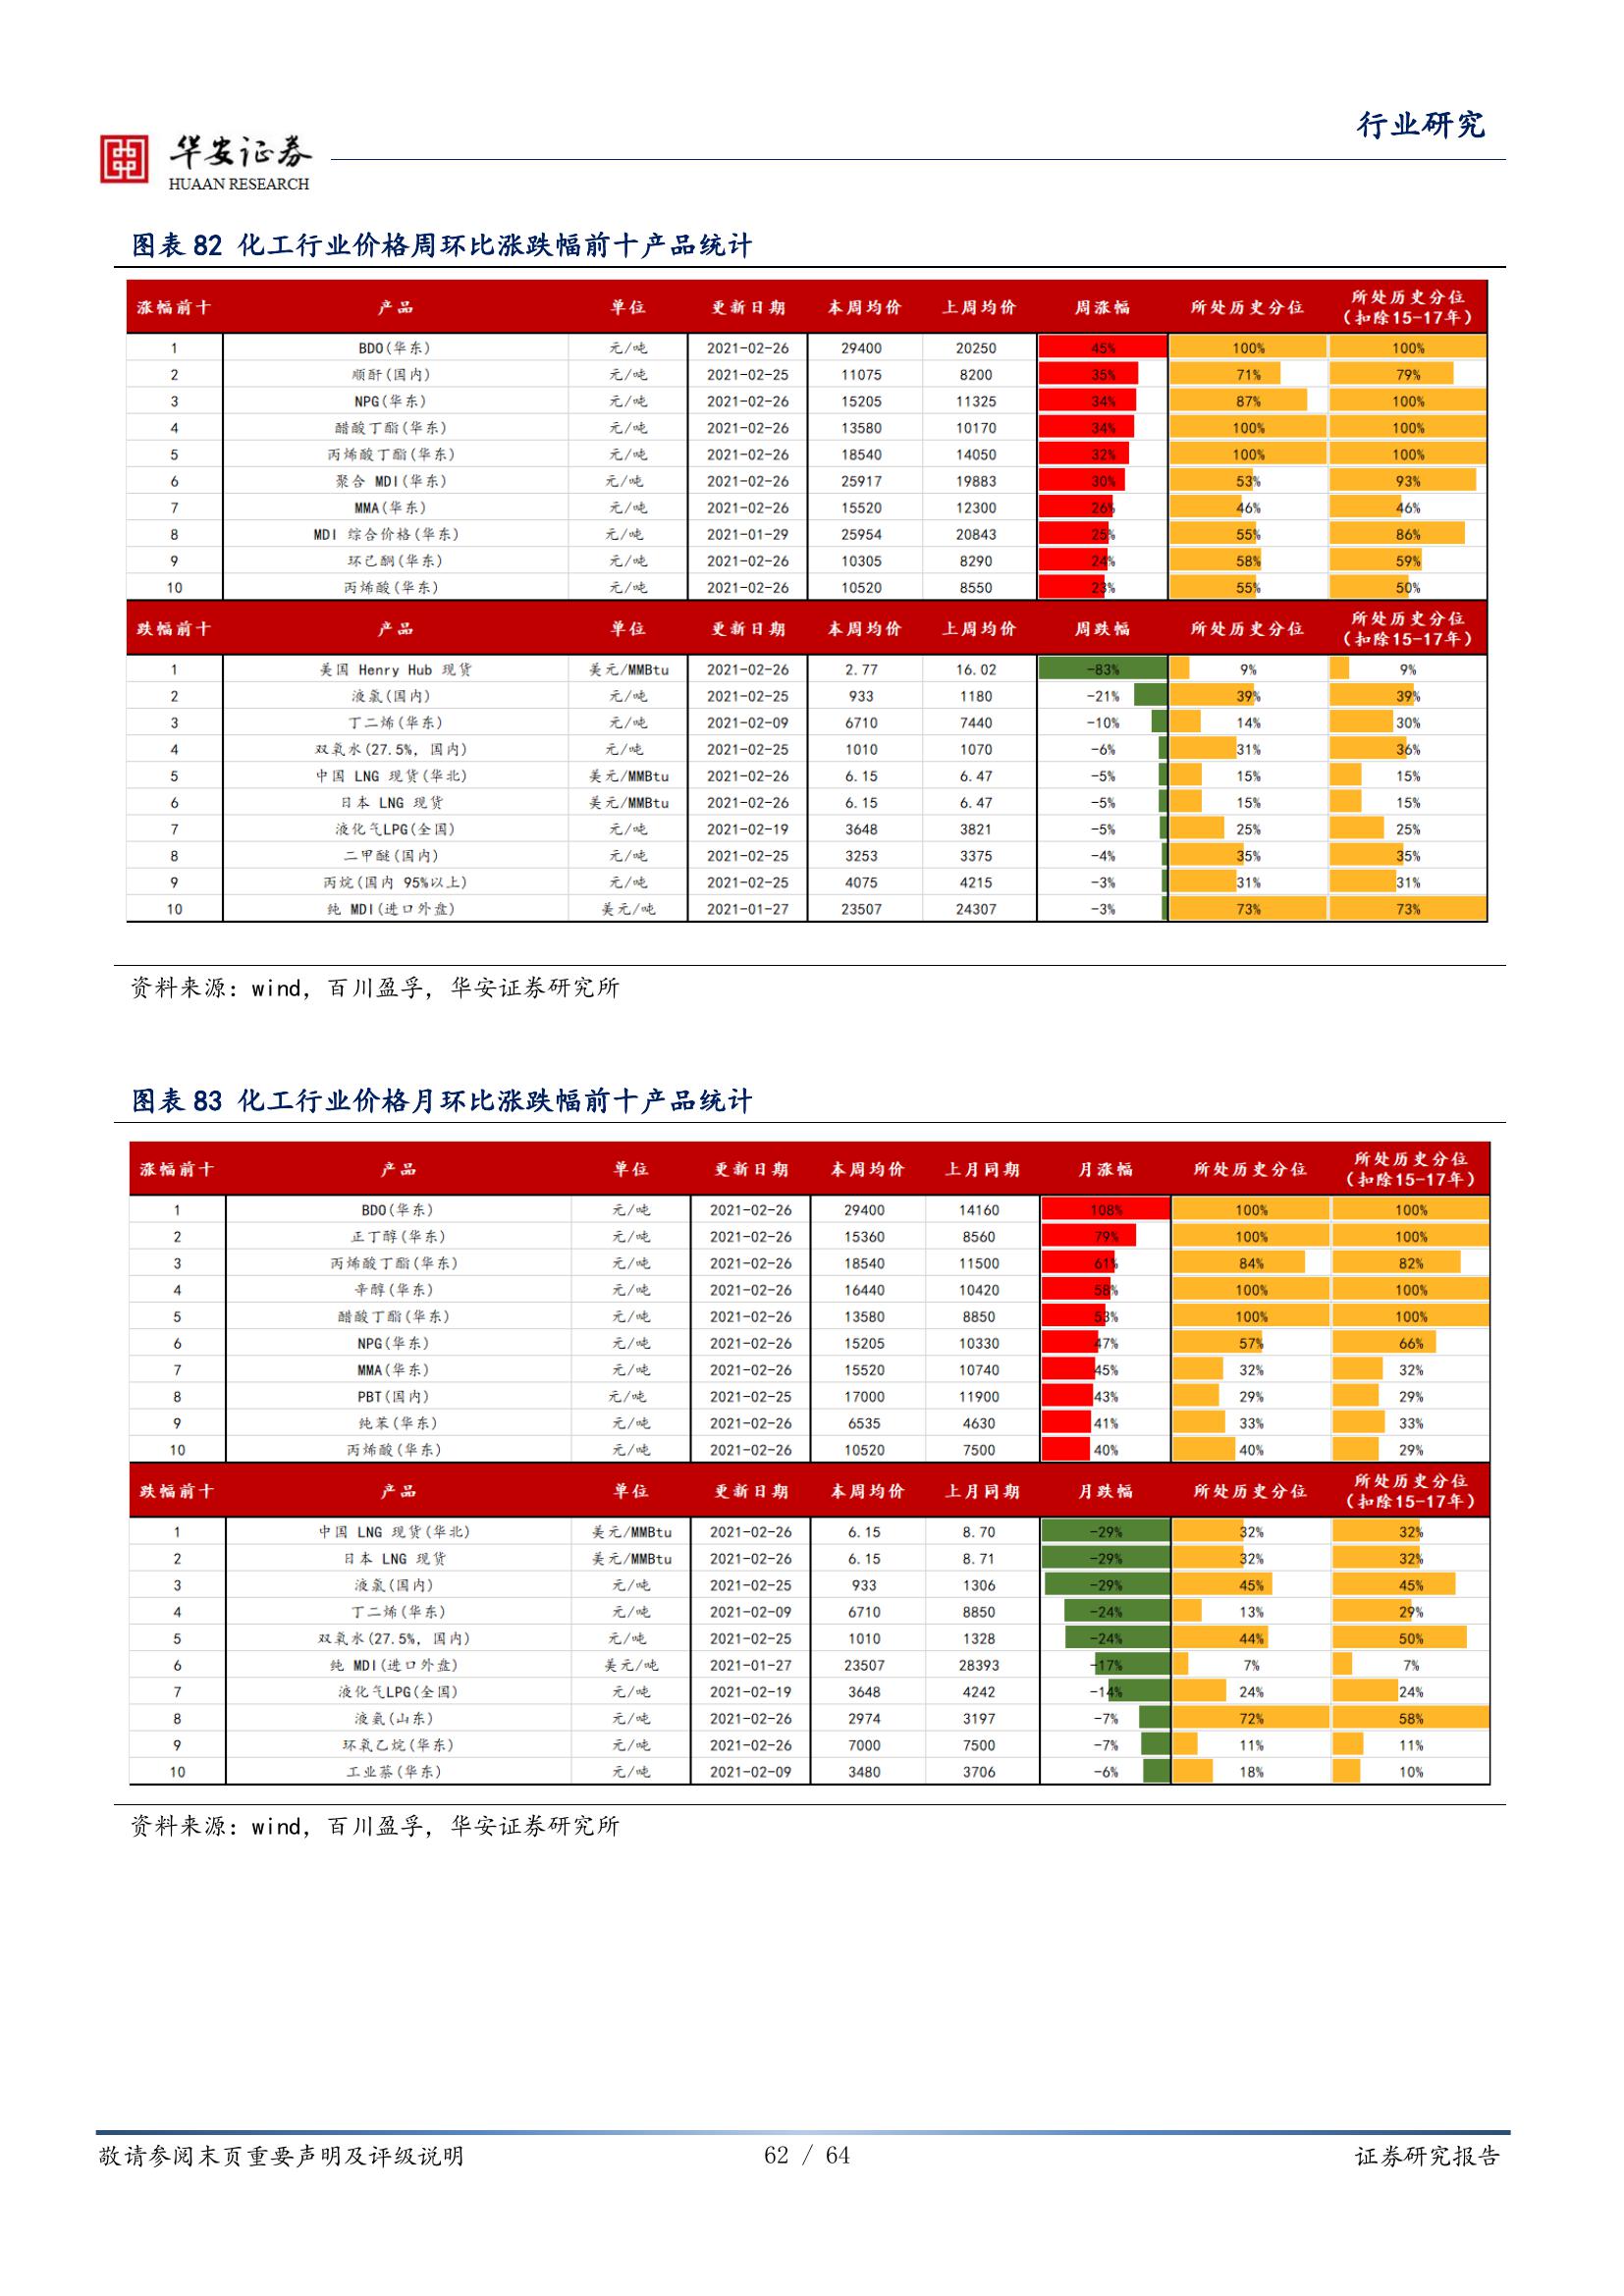 行业研究
华安证券
HUAAN RESEARCH
图表 82 化工行业价格周环比涨跌幅前十产品统计
涨幅前十 产品 单位 更新日期 本周均价 上周均价 周涨幅 所处历史分位 所处历史分位(扣除15-17年)
1 BDO(华东) 元/吨 2021-02-26 29400 20250 45% 100% 100%
2 顺酐(国内) 元/吨 2021-02-25 11075 8200 35% 71% 79%
3 NPG(华东) 元/吨 2021-02-26 15205 11325 34% 87% 100%
4 醋酸丁酯(华东) 元/吨 2021-02-26 13580 10170 34% 100% 100%
5 丙烯酸丁酯(华东) 元/吨 2021-02-26 18540 14050 32% 100% 100%
6 聚合 MDI(华东) 元/吨 2021-02-26 25917 19883 30% 53% 93%
7 MMA(华东) 元/吨 2021-02-26 15520 12300 26% 46% 46%
8 MDI 综合价格(华东) 元/吨 2021-01-29 25954 20843 25% 55% 86%
9 环己酮(华东) 元/吨 2021-02-26 10305 8290 24% 58% 59%
10 丙烯酸(华东) 元/吨 2021-02-26 10520 8550 23% 55% 50%
跌幅前十 产品 单位 更新日期 本周均价 上周均价 周跌幅 所处历史分位 所处历史分位(扣除15-17年)
1 美国 Henry Hub 现货 美元/MMBtu 2021-02-26 2.77 16.02 -83% 9% 9%
2 液氯(国内) 元/吨 2021-02-25 933 1180 -21% 39% 39%
3 丁二烯(华东) 元/吨 2021-02-09 6710 7440 -10% 14% 30%
4 双氧水(27.5%, 国内) 元/吨 2021-02-25 1010 1070 -6% 31% 36%
5 中国 LNG 现货(华北) 美元/MMBtu 2021-02-26 6.15 6.47 -5% 15% 15%
6 日本 LNG 现货 美元/MMBtu 2021-02-26 6.15 6.47 -5% 15% 15%
7 液化气LPG(全国) 元/吨 2021-02-19 3648 3821 -5% 25% 25%
8 二甲醚(国内) 元/吨 2021-02-25 3253 3375 -4% 35% 35%
9 丙烷(国内 95%以上) 元/吨 2021-02-25 4075 4215 -3% 31% 31%
10 纯 MDI(进口外盘) 美元/吨 2021-01-27 23507 24307 -3% 73% 73%
资料来源：wind，百川盈孚，华安证券研究所
图表 83 化工行业价格月环比涨跌幅前十产品统计
涨幅前十 产品 单位 更新日期 本周均价 上月同期 月涨幅 所处历史分位 所处历史分位(扣除15-17年)
1 BDO(华东) 元/吨 2021-02-26 29400 14160 108% 100% 100%
2 正丁醇(华东) 元/吨 2021-02-26 15360 8560 79% 100% 100%
3 丙烯酸丁酯(华东) 元/吨 2021-02-26 18540 11500 61% 84% 82%
4 辛醇(华东) 元/吨 2021-02-26 16440 10420 58% 100% 100%
5 醋酸丁酯(华东) 元/吨 2021-02-26 13580 8850 53% 100% 100%
6 NPG(华东) 元/吨 2021-02-26 15205 10330 47% 57% 66%
7 MMA(华东) 元/吨 2021-02-26 15520 10740 45% 32% 32%
8 PBT(国内) 元/吨 2021-02-25 17000 11900 43% 29% 29%
9 纯苯(华东) 元/吨 2021-02-26 6535 4630 41% 33% 33%
10 丙烯酸(华东) 元/吨 2021-02-26 10520 7500 40% 40% 29%
跌幅前十 产品 单位 更新日期 本周均价 上月同期 月跌幅 所处历史分位 所处历史分位(扣除15-17年)
1 中国 LNG 现货(华北) 美元/MMBtu 2021-02-26 6.15 8.70 -29% 32% 32%
2 日本 LNG 现货 美元/MMBtu 2021-02-26 6.15 8.71 -29% 32% 32%
3 液氯(国内) 元/吨 2021-02-25 933 1306 -29% 45% 45%
4 丁二烯(华东) 元/吨 2021-02-09 6710 8850 -24% 13% 29%
5 双氧水(27.5%, 国内) 元/吨 2021-02-25 1010 1328 -24% 44% 50%
6 纯 MDI(进口外盘) 美元/吨 2021-01-27 23507 28393 -17% 7% 7%
7 液化气LPG(全国) 元/吨 2021-02-19 3648 4242 -14% 24% 24%
8 液氨(山东) 元/吨 2021-02-26 2974 3197 -7% 72% 58%
9 环氧乙烷(华东) 元/吨 2021-02-26 7000 7500 -7% 11% 11%
10 工业萘(华东) 元/吨 2021-02-09 3480 3706 -6% 18% 10%
资料来源：wind，百川盈孚，华安证券研究所
敬请参阅末页重要声明及评级说明 62 / 64 证券研究报告